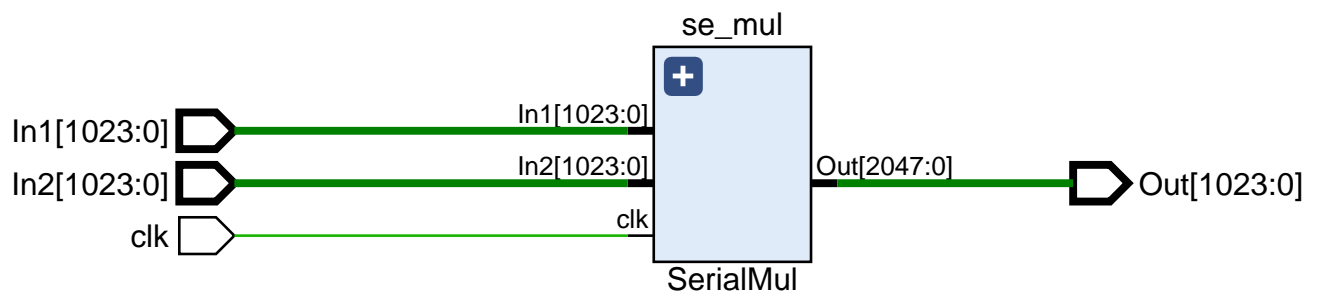 se_mul
In1[1023:0]
In1[1023:0]
In2[1023:0]
In2[1023:0]
Out[2047:0]
Out[1023:0]
clk
clk
SerialMul